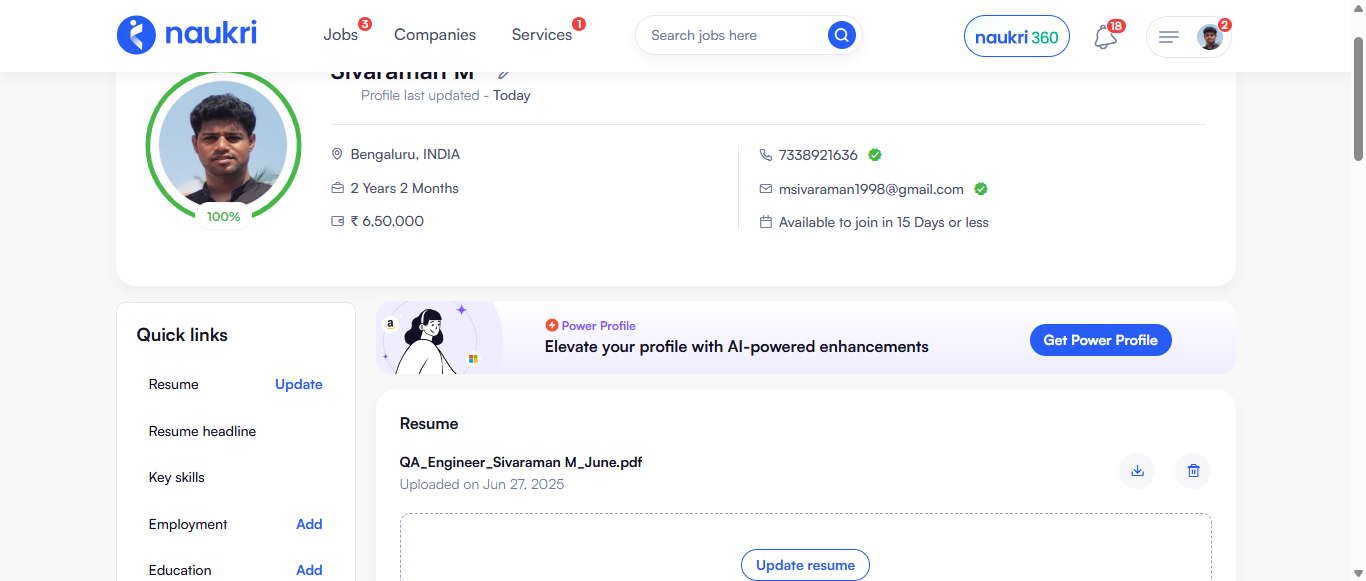 naukri
Jobs 3
Companies
Services 1
Search jobs here
naukri 360
18
2
Sivaraman M
Profile last updated - Today
100%
Bengaluru, INDIA
2 Years 2 Months
₹ 6,50,000
7338921636
msivaraman1998@gmail.com
Available to join in 15 Days or less
Quick links
Resume Update
Resume headline
Key skills
Employment Add
Education Add
a
Power Profile
Elevate your profile with AI-powered enhancements
Get Power Profile
Resume
QA_Engineer_Sivaraman M_June.pdf
Uploaded on Jun 27, 2025
Update resume